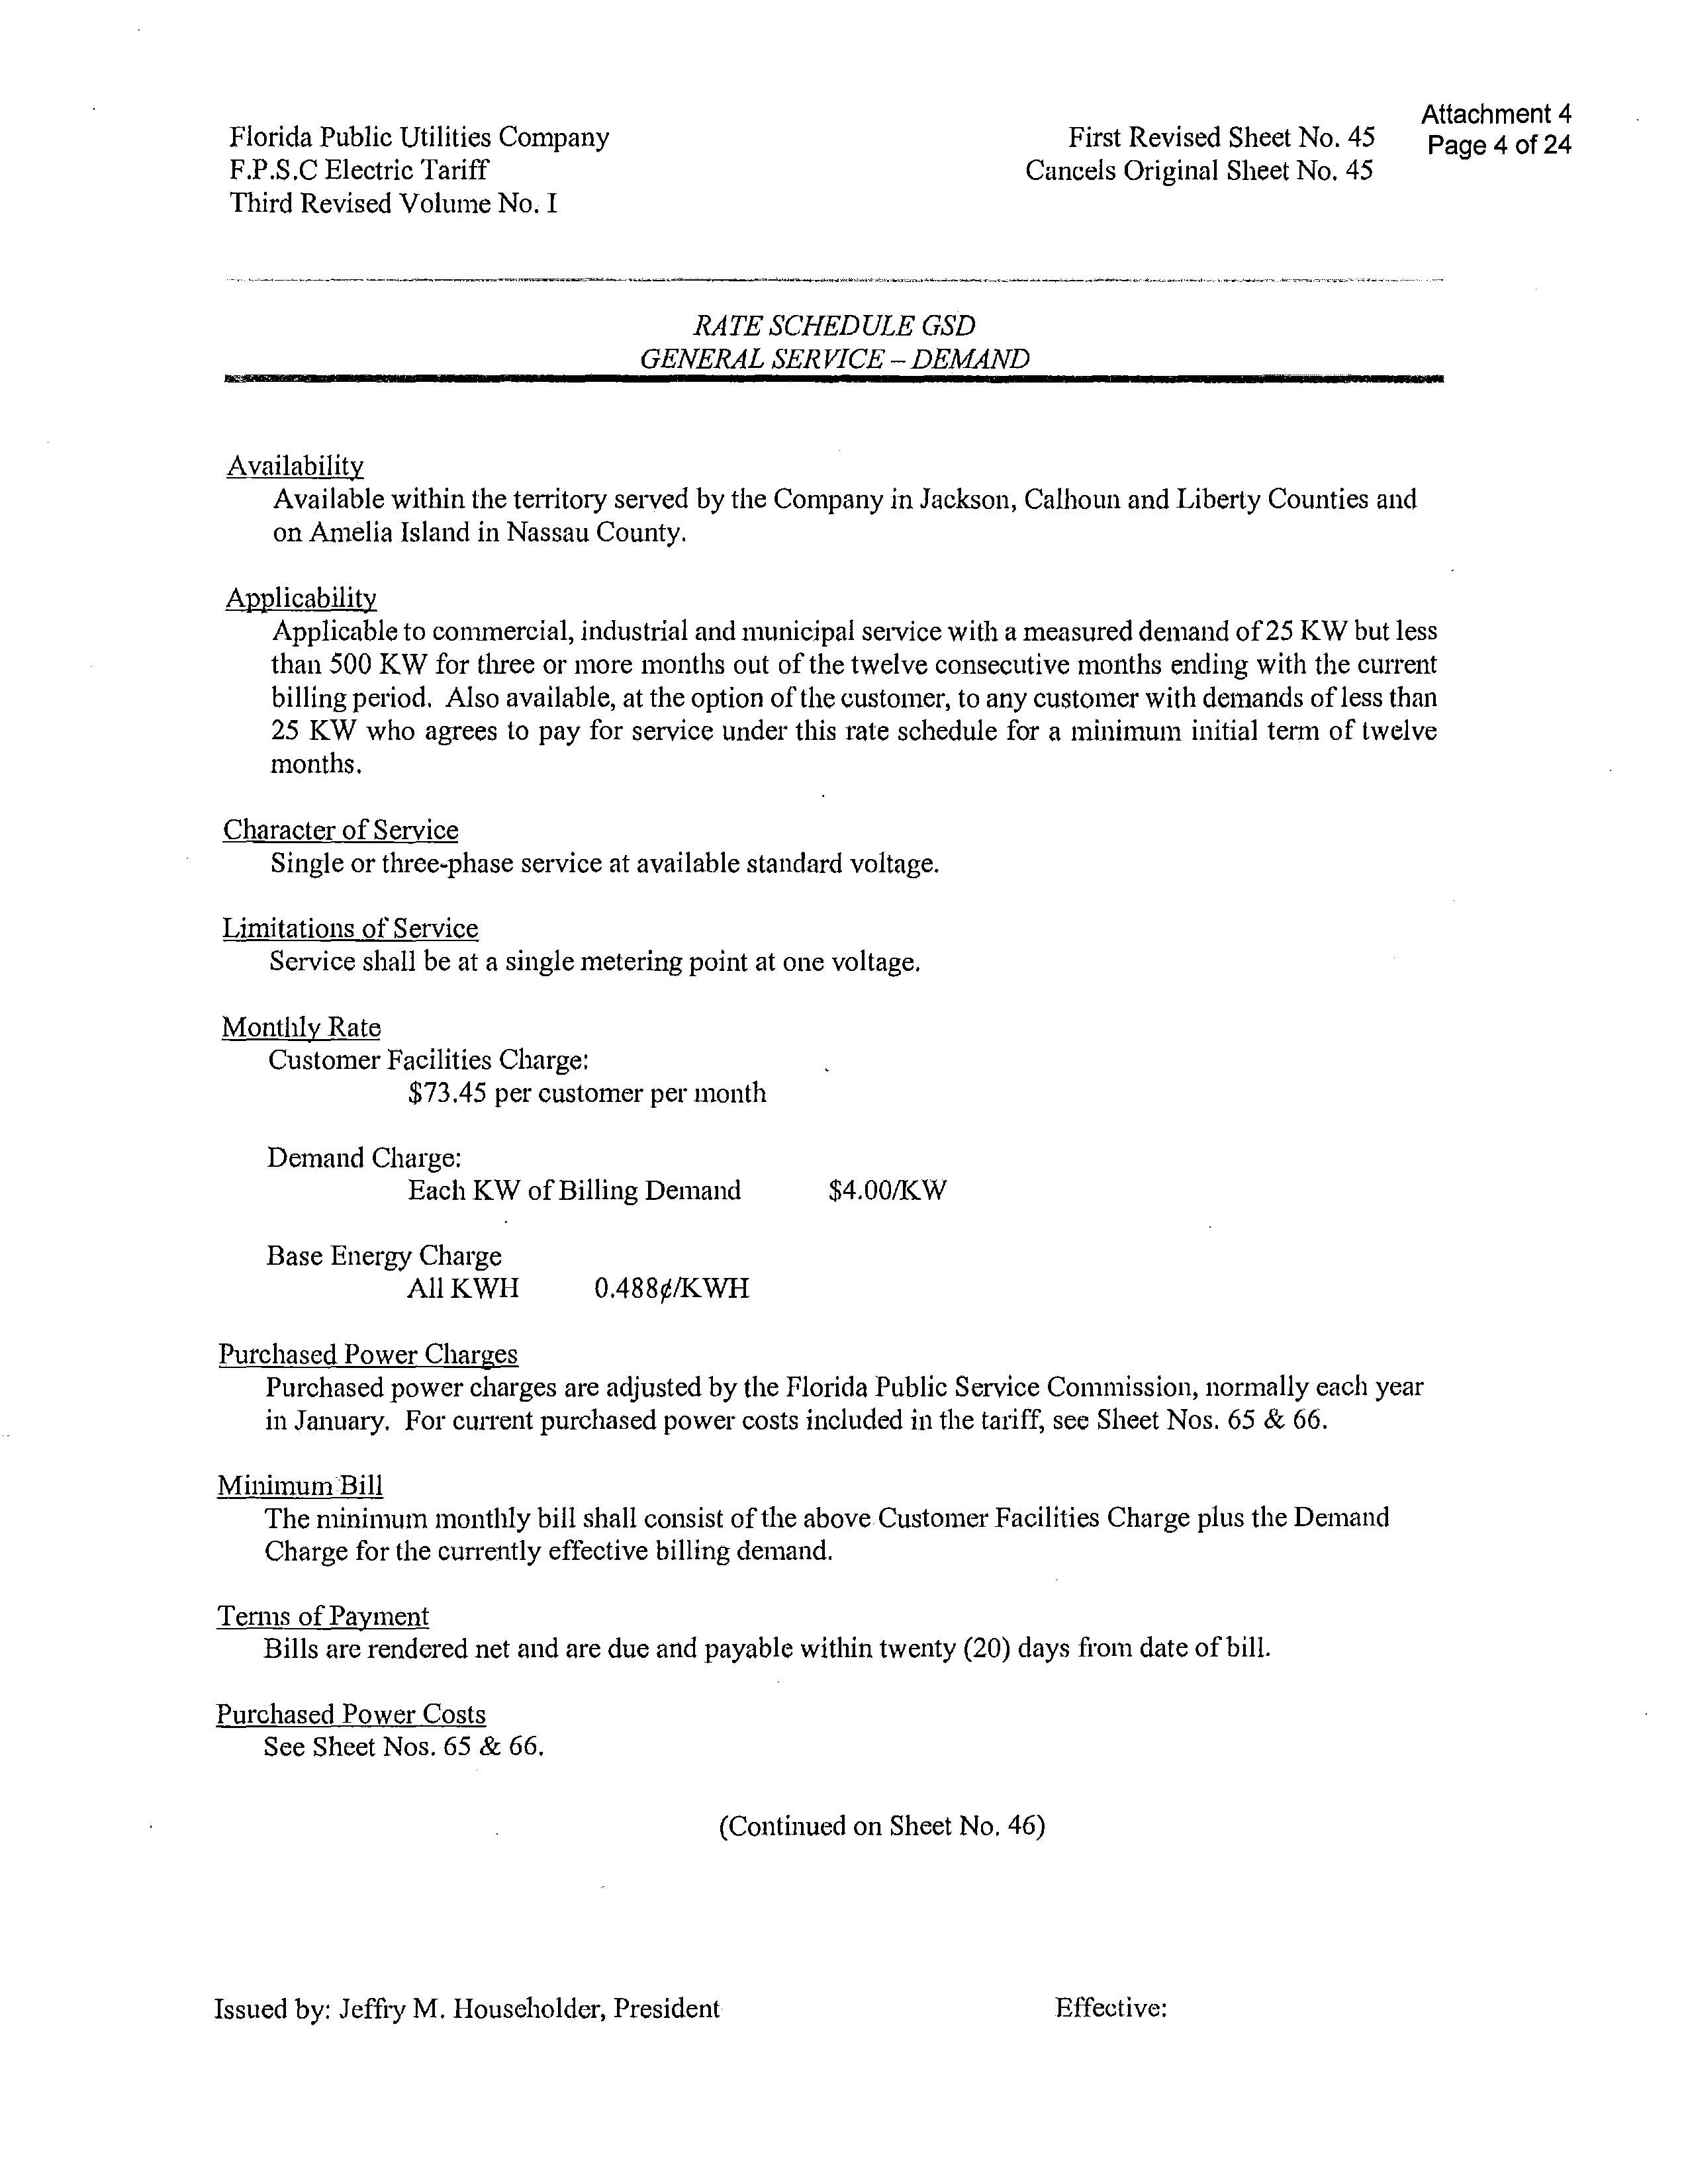 Attachment 4
Page 4 of 24
Florida Public Utilities Company
F.P.S.C Electric Tariff
Third Revised Volume No. I
First Revised Sheet No. 45
Cancels Original Sheet No. 45
RATE SCHEDULE GSD
GENERAL SERVICE – DEMAND
Availability
Available within the territory served by the Company in Jackson, Calhoun and Liberty Counties and
on Amelia Island in Nassau County.
Applicability
Applicable to commercial, industrial and municipal service with a measured demand of 25 KW but less
than 500 KW for three or more months out of the twelve consecutive months ending with the current
billing period. Also available, at the option of the customer, to any customer with demands of less than
25 KW who agrees to pay for service under this rate schedule for a minimum initial term of twelve
months.
Character of Service
Single or three-phase service at available standard voltage.
Limitations of Service
Service shall be at a single metering point at one voltage.
Monthly Rate
Customer Facilities Charge:
$73.45 per customer per month
Demand Charge:
Each KW of Billing Demand $4.00/KW
Base Energy Charge
All KWH 0.488¢/KWH
Purchased Power Charges
Purchased power charges are adjusted by the Florida Public Service Commission, normally each year
in January. For current purchased power costs included in the tariff, see Sheet Nos. 65 & 66.
Minimum Bill
The minimum monthly bill shall consist of the above Customer Facilities Charge plus the Demand
Charge for the currently effective billing demand.
Terms of Payment
Bills are rendered net and are due and payable within twenty (20) days from date of bill.
Purchased Power Costs
See Sheet Nos. 65 & 66.
(Continued on Sheet No. 46)
Issued by: Jeffry M. Householder, President Effective: